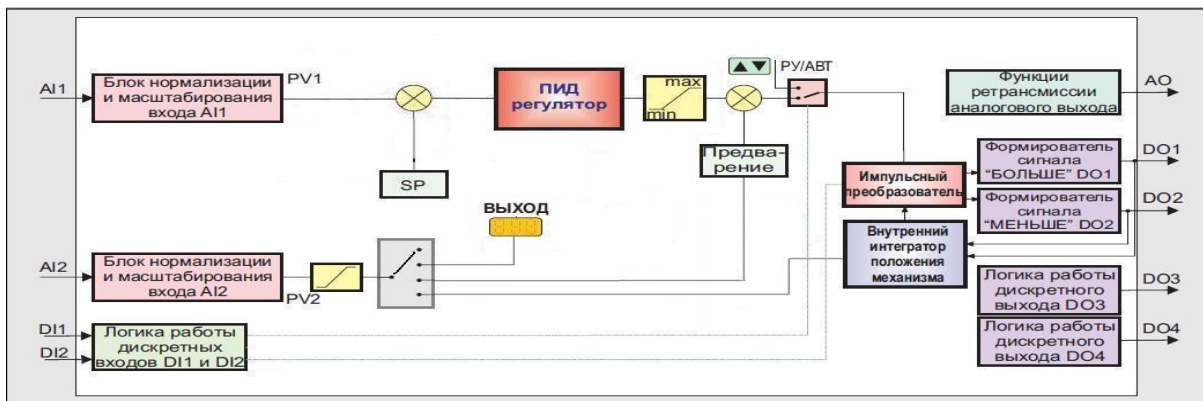 AI1
Блок нормализации
и масштабирования
входа AI1
PV1
ПИД
регулятор
max
min
РУ/АВТ
Функции
ретрансмиссии
аналогового выхода
AO
SP
Предва-
рение
Импульсный
преобразователь
Формирователь
сигнала
“БОЛЬШЕ” DO1
DO1
Формирователь
сигнала
“МЕНЬШЕ” DO2
DO2
ВЫХОД
AI2
Блок нормализации
и масштабирования
входа AI2
PV2
Внутренний
интегратор
положения
механизма
Логика работы
дискретного
выхода DO3
DO3
DI1
DI2
Логика работы
дискретных
входов DI1 и DI2
Логика работы
дискретного
выхода DO4
DO4